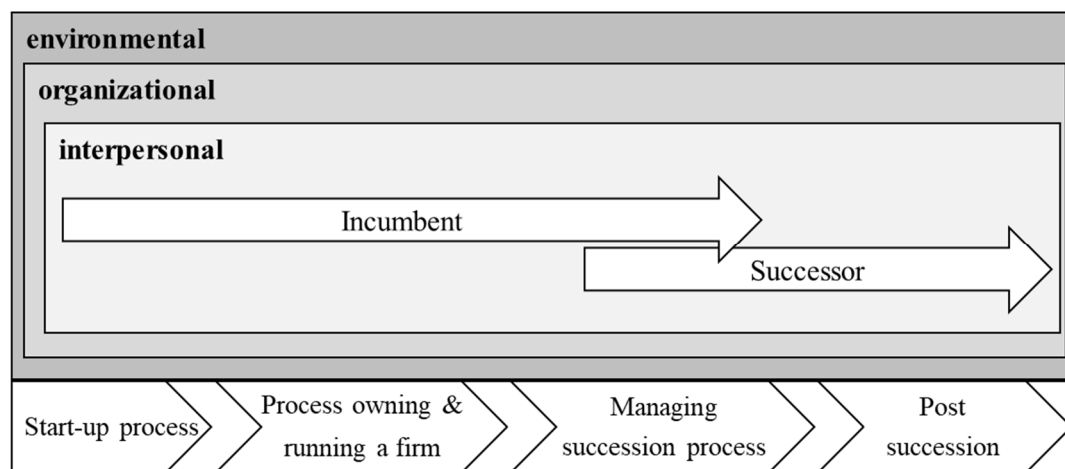 environmental
organizational
interpersonal
Incumbent
Successor
Start-up process
Process owning &
running a firm
Managing
succession process
Post
succession